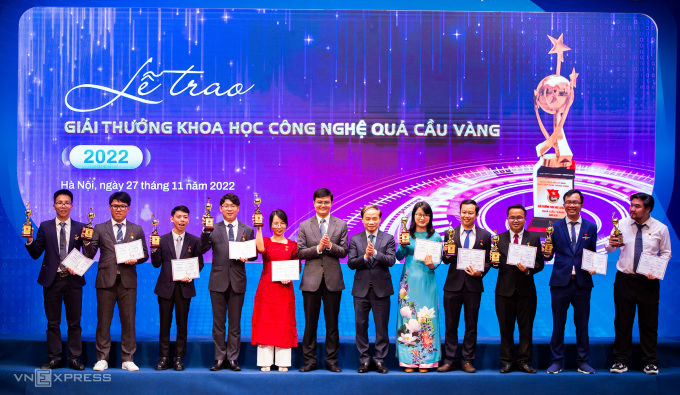 Lễ trao
GIẢI THƯỞNG KHOA HỌC CÔNG NGHỆ QUẢ CẦU VÀNG
2022
Hà Nội, ngày 27 tháng 11 năm 2022
VNEXPRESS